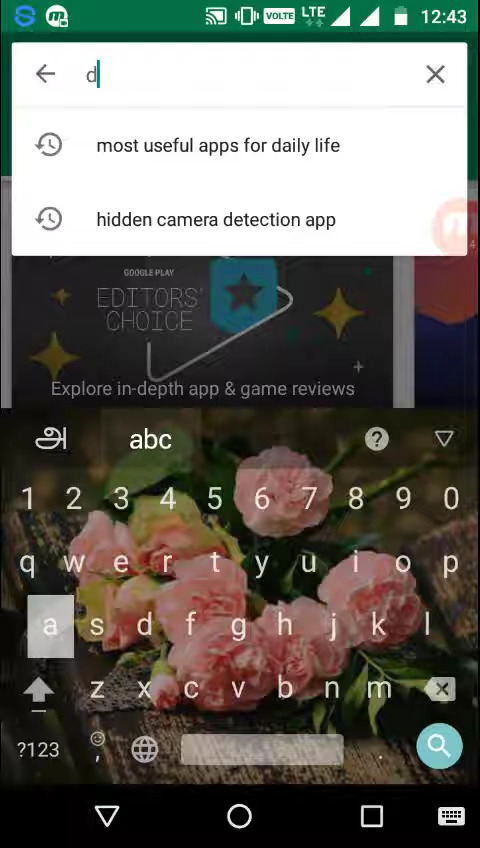 VOLTE LTE 12:43
d
most useful apps for daily life
hidden camera detection app
GOOGLE PLAY
EDITORS'
CHOICE
Explore in-depth app & game reviews
அ abc ?
1 2 3 4 5 6 7 8 9 0
q w e r t y u i o p
a s d f g h j k l
z x c v b n m
?123 , .